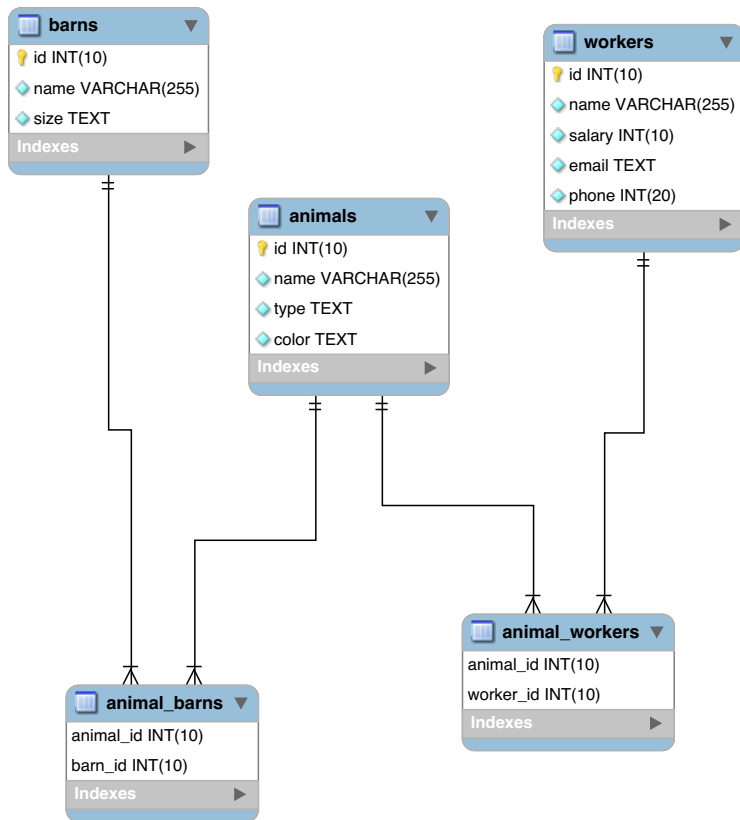 barns
id INT(10)
name VARCHAR(255)
size TEXT
Indexes
workers
id INT(10)
name VARCHAR(255)
salary INT(10)
email TEXT
phone INT(20)
Indexes
animals
id INT(10)
name VARCHAR(255)
type TEXT
color TEXT
Indexes
animal_workers
animal_id INT(10)
worker_id INT(10)
Indexes
animal_barns
animal_id INT(10)
barn_id INT(10)
Indexes